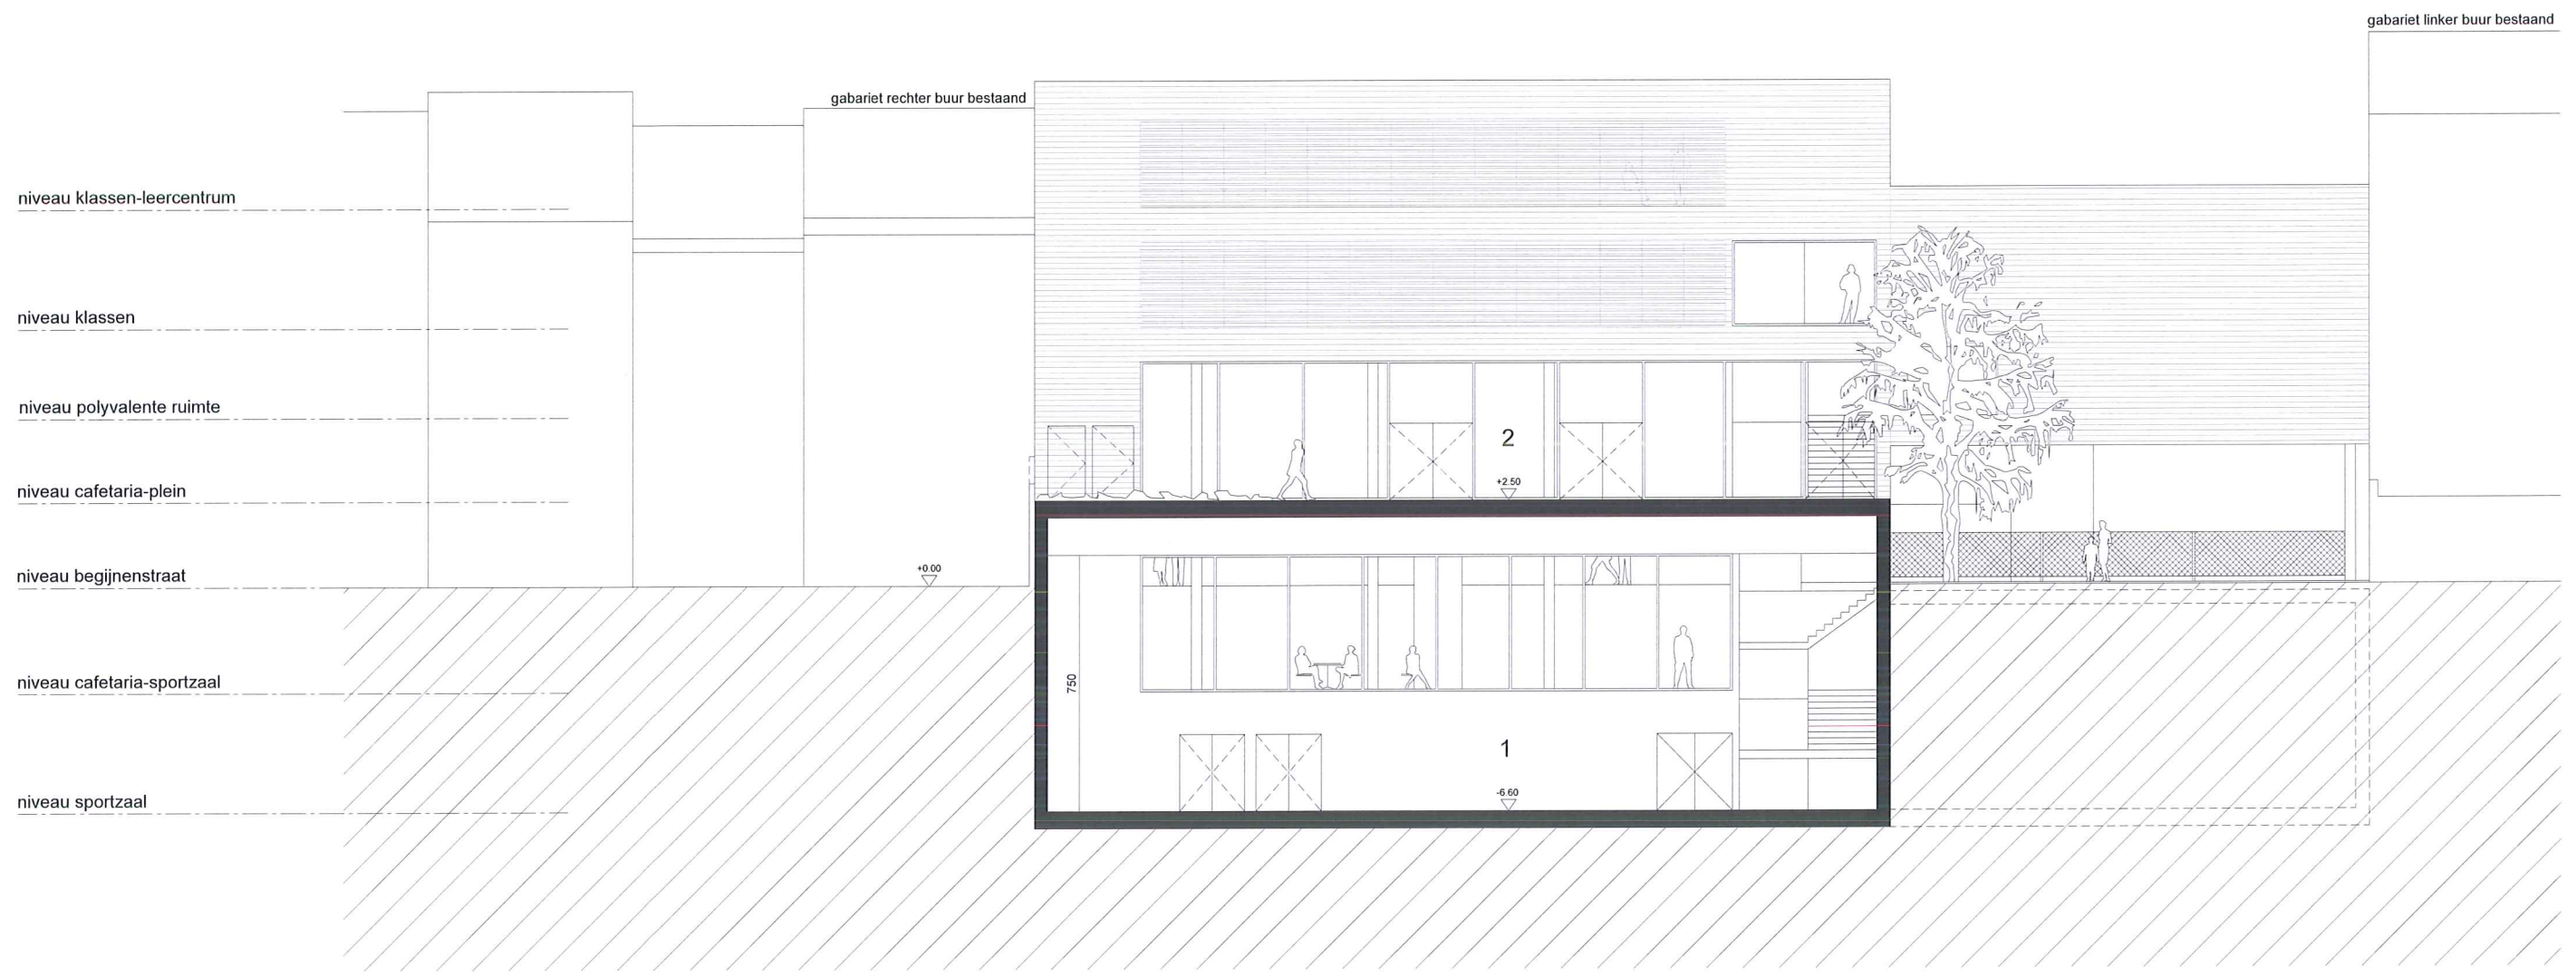 gabariet linker buur bestaand
gabariet rechter buur bestaand
niveau klassen-leercentrum
niveau klassen
niveau polyvalente ruimte
2
niveau cafetaria-plein
+2.50
niveau begijnenstraat
+0.00
niveau cafetaria-sportzaal
750
1
niveau sportzaal
-6.60